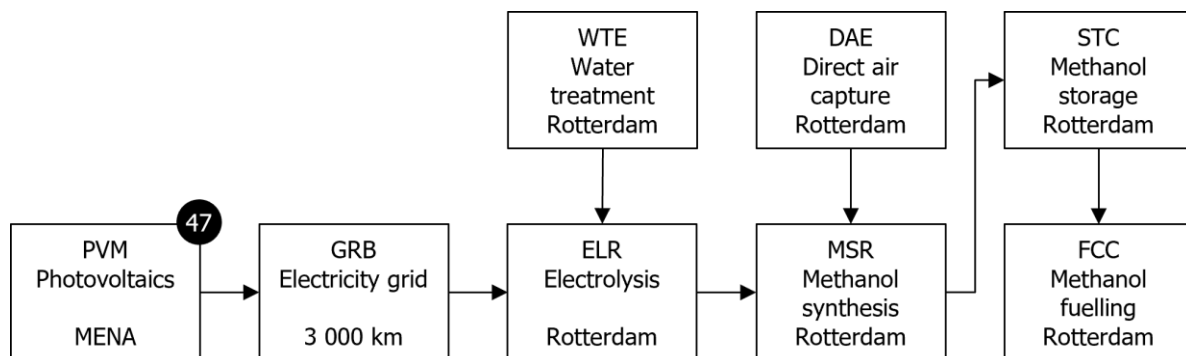 WTE
Water
treatment
Rotterdam
DAE
Direct air
capture
Rotterdam
STC
Methanol
storage
Rotterdam
47
PVM
Photovoltaics
MENA
GRB
Electricity grid
3 000 km
ELR
Electrolysis
Rotterdam
MSR
Methanol
synthesis
Rotterdam
FCC
Methanol
fuelling
Rotterdam